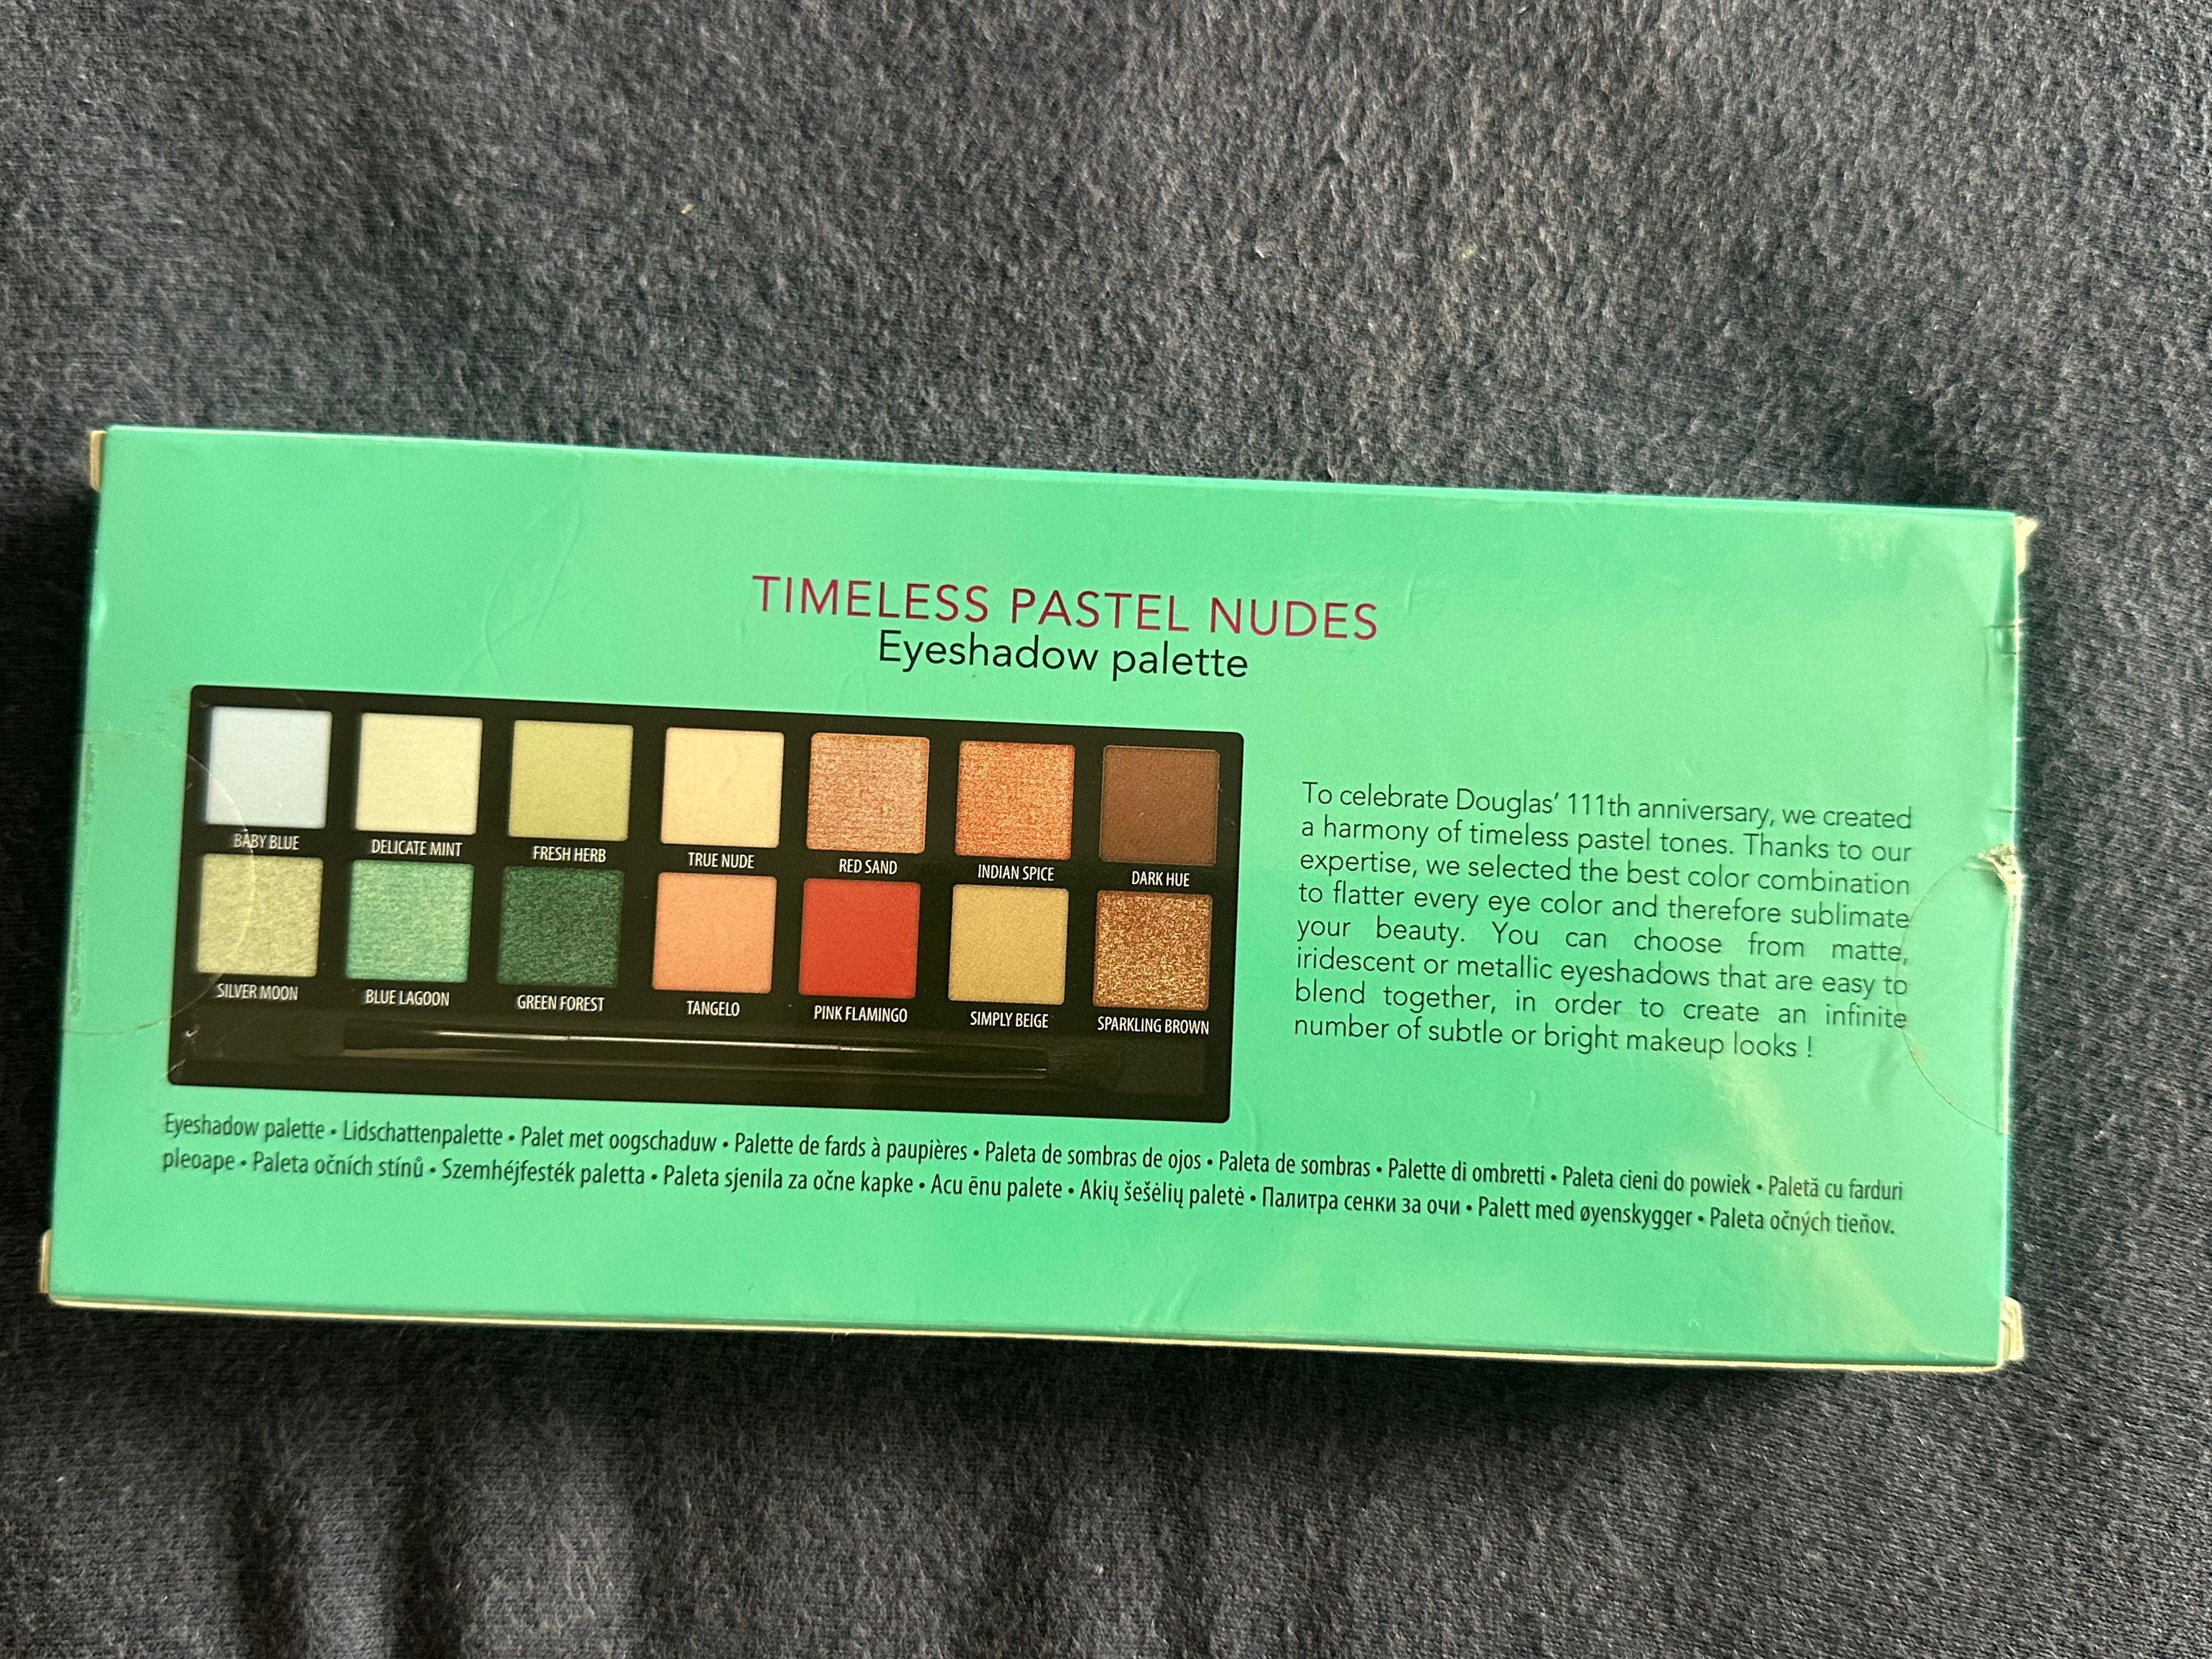 TIMELESS PASTEL NUDES
Eyeshadow palette
BABY BLUE
DELICATE MINT
FRESH HERB
TRUE NUDE
RED SAND
INDIAN SPICE
DARK HUE
SILVER MOON
BLUE LAGOON
GREEN FOREST
TANGELO
PINK FLAMINGO
SIMPLY BEIGE
SPARKLING BROWN
To celebrate Douglas' 111th anniversary, we created
a harmony of timeless pastel tones. Thanks to our
expertise, we selected the best color combination
to flatter every eye color and therefore sublimate
your beauty. You can choose from matte,
iridescent or metallic eyeshadows that are easy to
blend together, in order to create an infinite
number of subtle or bright makeup looks !
Eyeshadow palette • Lidschattenpalette • Palet met oogschaduw • Palette de fards à paupières • Paleta de sombras de ojos • Paleta de sombras • Palette di ombretti • Paleta cieni do powiek • Paletă cu farduri
pleoape • Paleta očních stínů • Szemhéjfesték paletta • Paleta sjenila za očne kapke • Acu ēnu palete • Akių šešėlių paletė • Палитра сенки за очи • Palett med øyenskygger • Paleta očných tieňov.